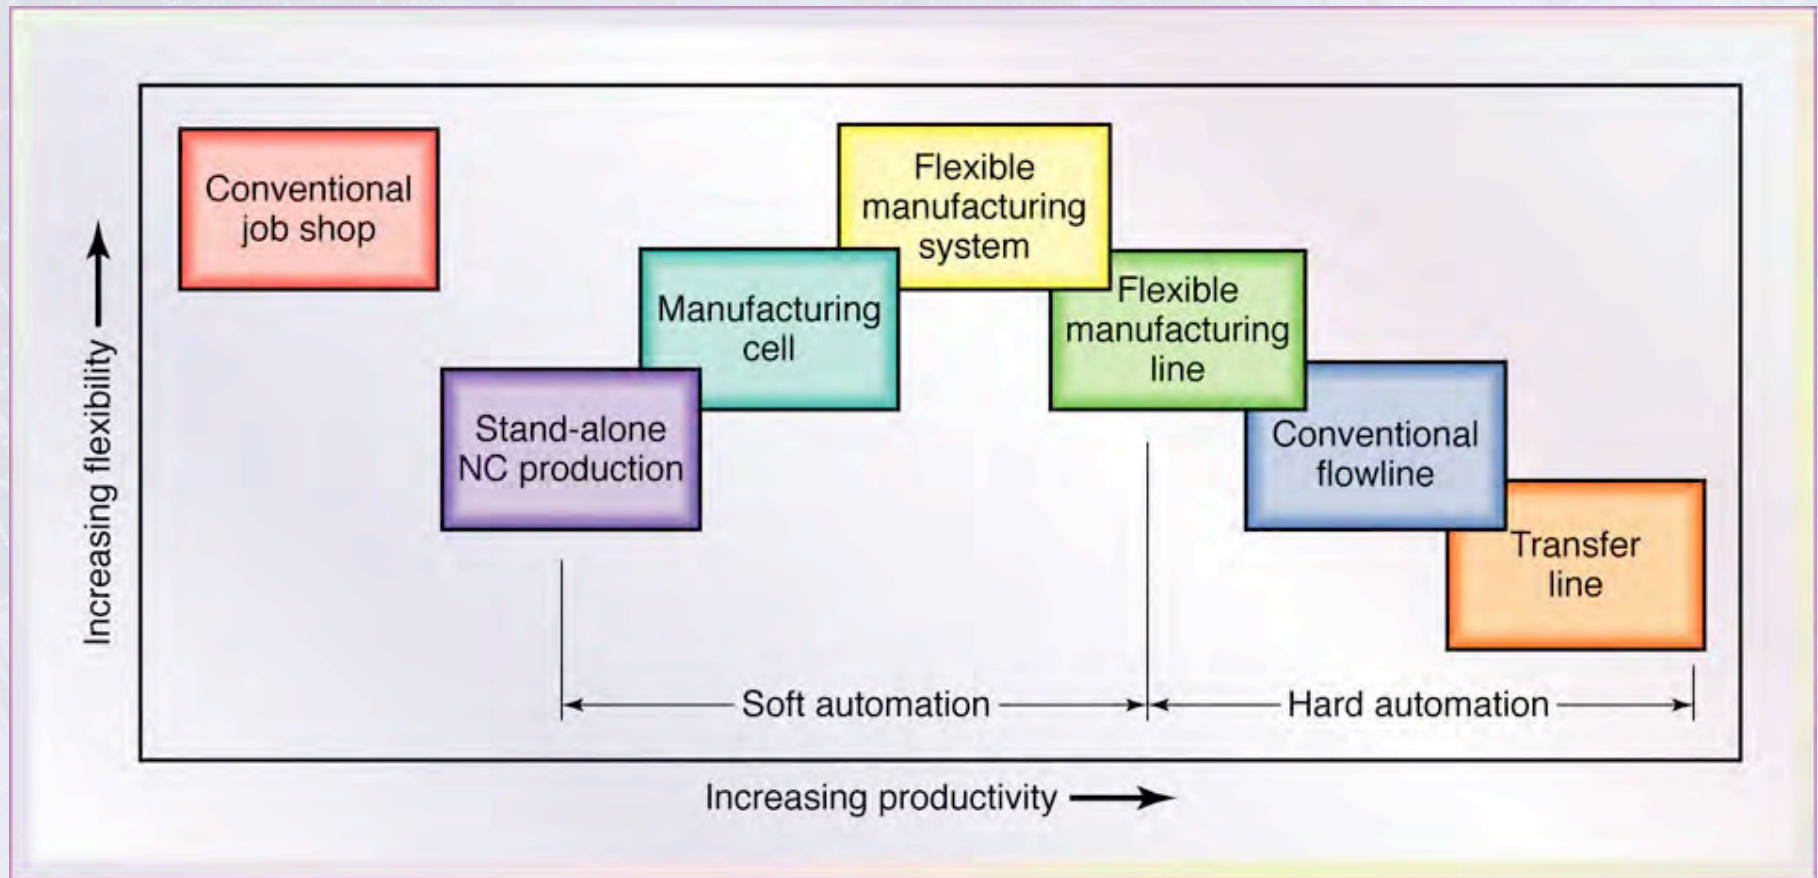 Conventional
job shop
Flexible
manufacturing
system
Manufacturing
cell
Flexible
manufacturing
line
Stand-alone
NC production
Conventional
flowline
Transfer
line
Increasing flexibility
Soft automation
Hard automation
Increasing productivity